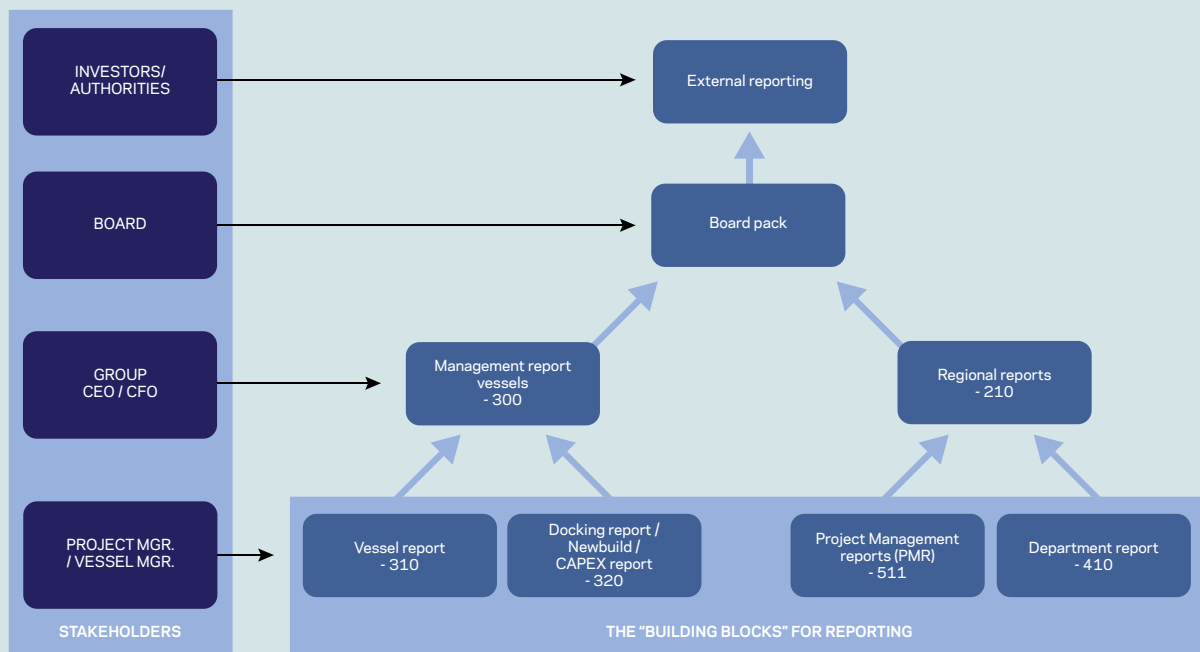 INVESTORS/
AUTHORITIES
External reporting
BOARD
Board pack
GROUP
CEO / CFO
Management report
vessels
- 300
Regional reports
- 210
PROJECT MGR.
/ VESSEL MGR.
Vessel report
- 310
Docking report /
Newbuild /
CAPEX report
- 320
Project Management
reports (PMR)
- 511
Department report
- 410
STAKEHOLDERS
THE “BUILDING BLOCKS” FOR REPORTING